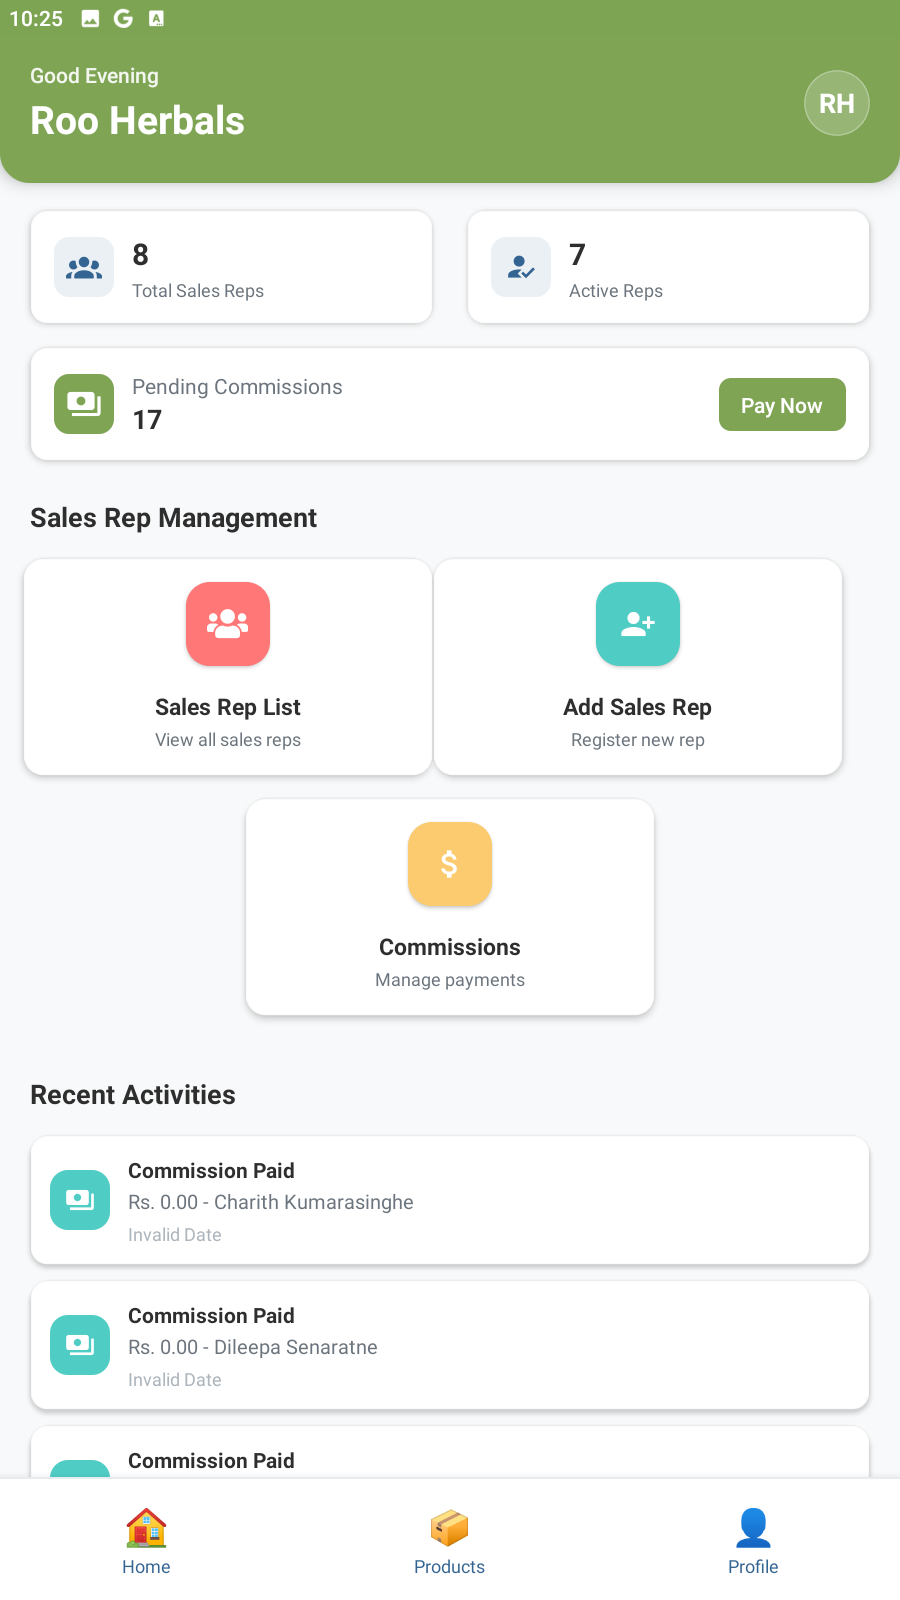 10:25
Good Evening
Roo Herbals
RH
8
Total Sales Reps
7
Active Reps
Pending Commissions
17
Pay Now
Sales Rep Management
Sales Rep List
View all sales reps
Add Sales Rep
Register new rep
$
Commissions
Manage payments
Recent Activities
Commission Paid
Rs. 0.00 - Charith Kumarasinghe
Invalid Date
Commission Paid
Rs. 0.00 - Dileepa Senaratne
Invalid Date
Commission Paid
Home
Products
Profile